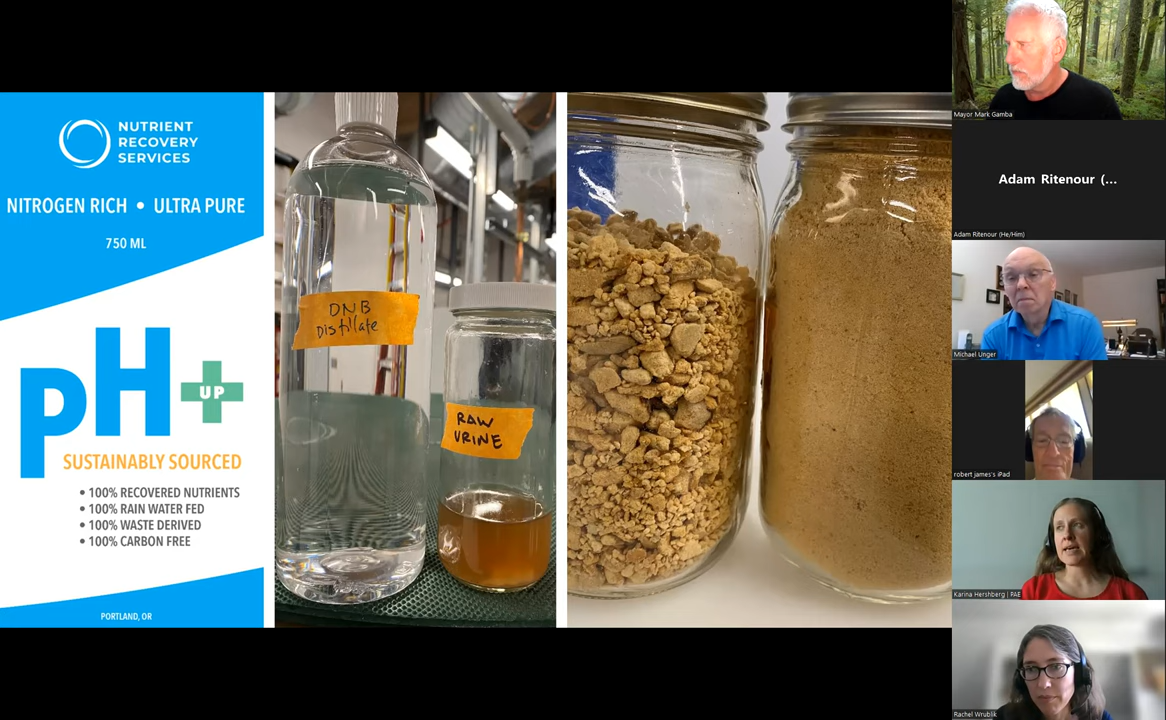 NUTRIENT
RECOVERY
SERVICES
NITROGEN RICH • ULTRA PURE
750 ML
pH+
UP
SUSTAINABLY SOURCED
• 100% RECOVERED NUTRIENTS
• 100% RAIN WATER FED
• 100% WASTE DERIVED
• 100% CARBON FREE
PORTLAND, OR
DNB
Distillate
RAW
URINE
Mayor Mark Gamba
Adam Ritenour (...
Adam Ritenour (He/Him)
Michael Unger
robert james's iPad
Karina Hershberg | PAE
Rachel Wrublik